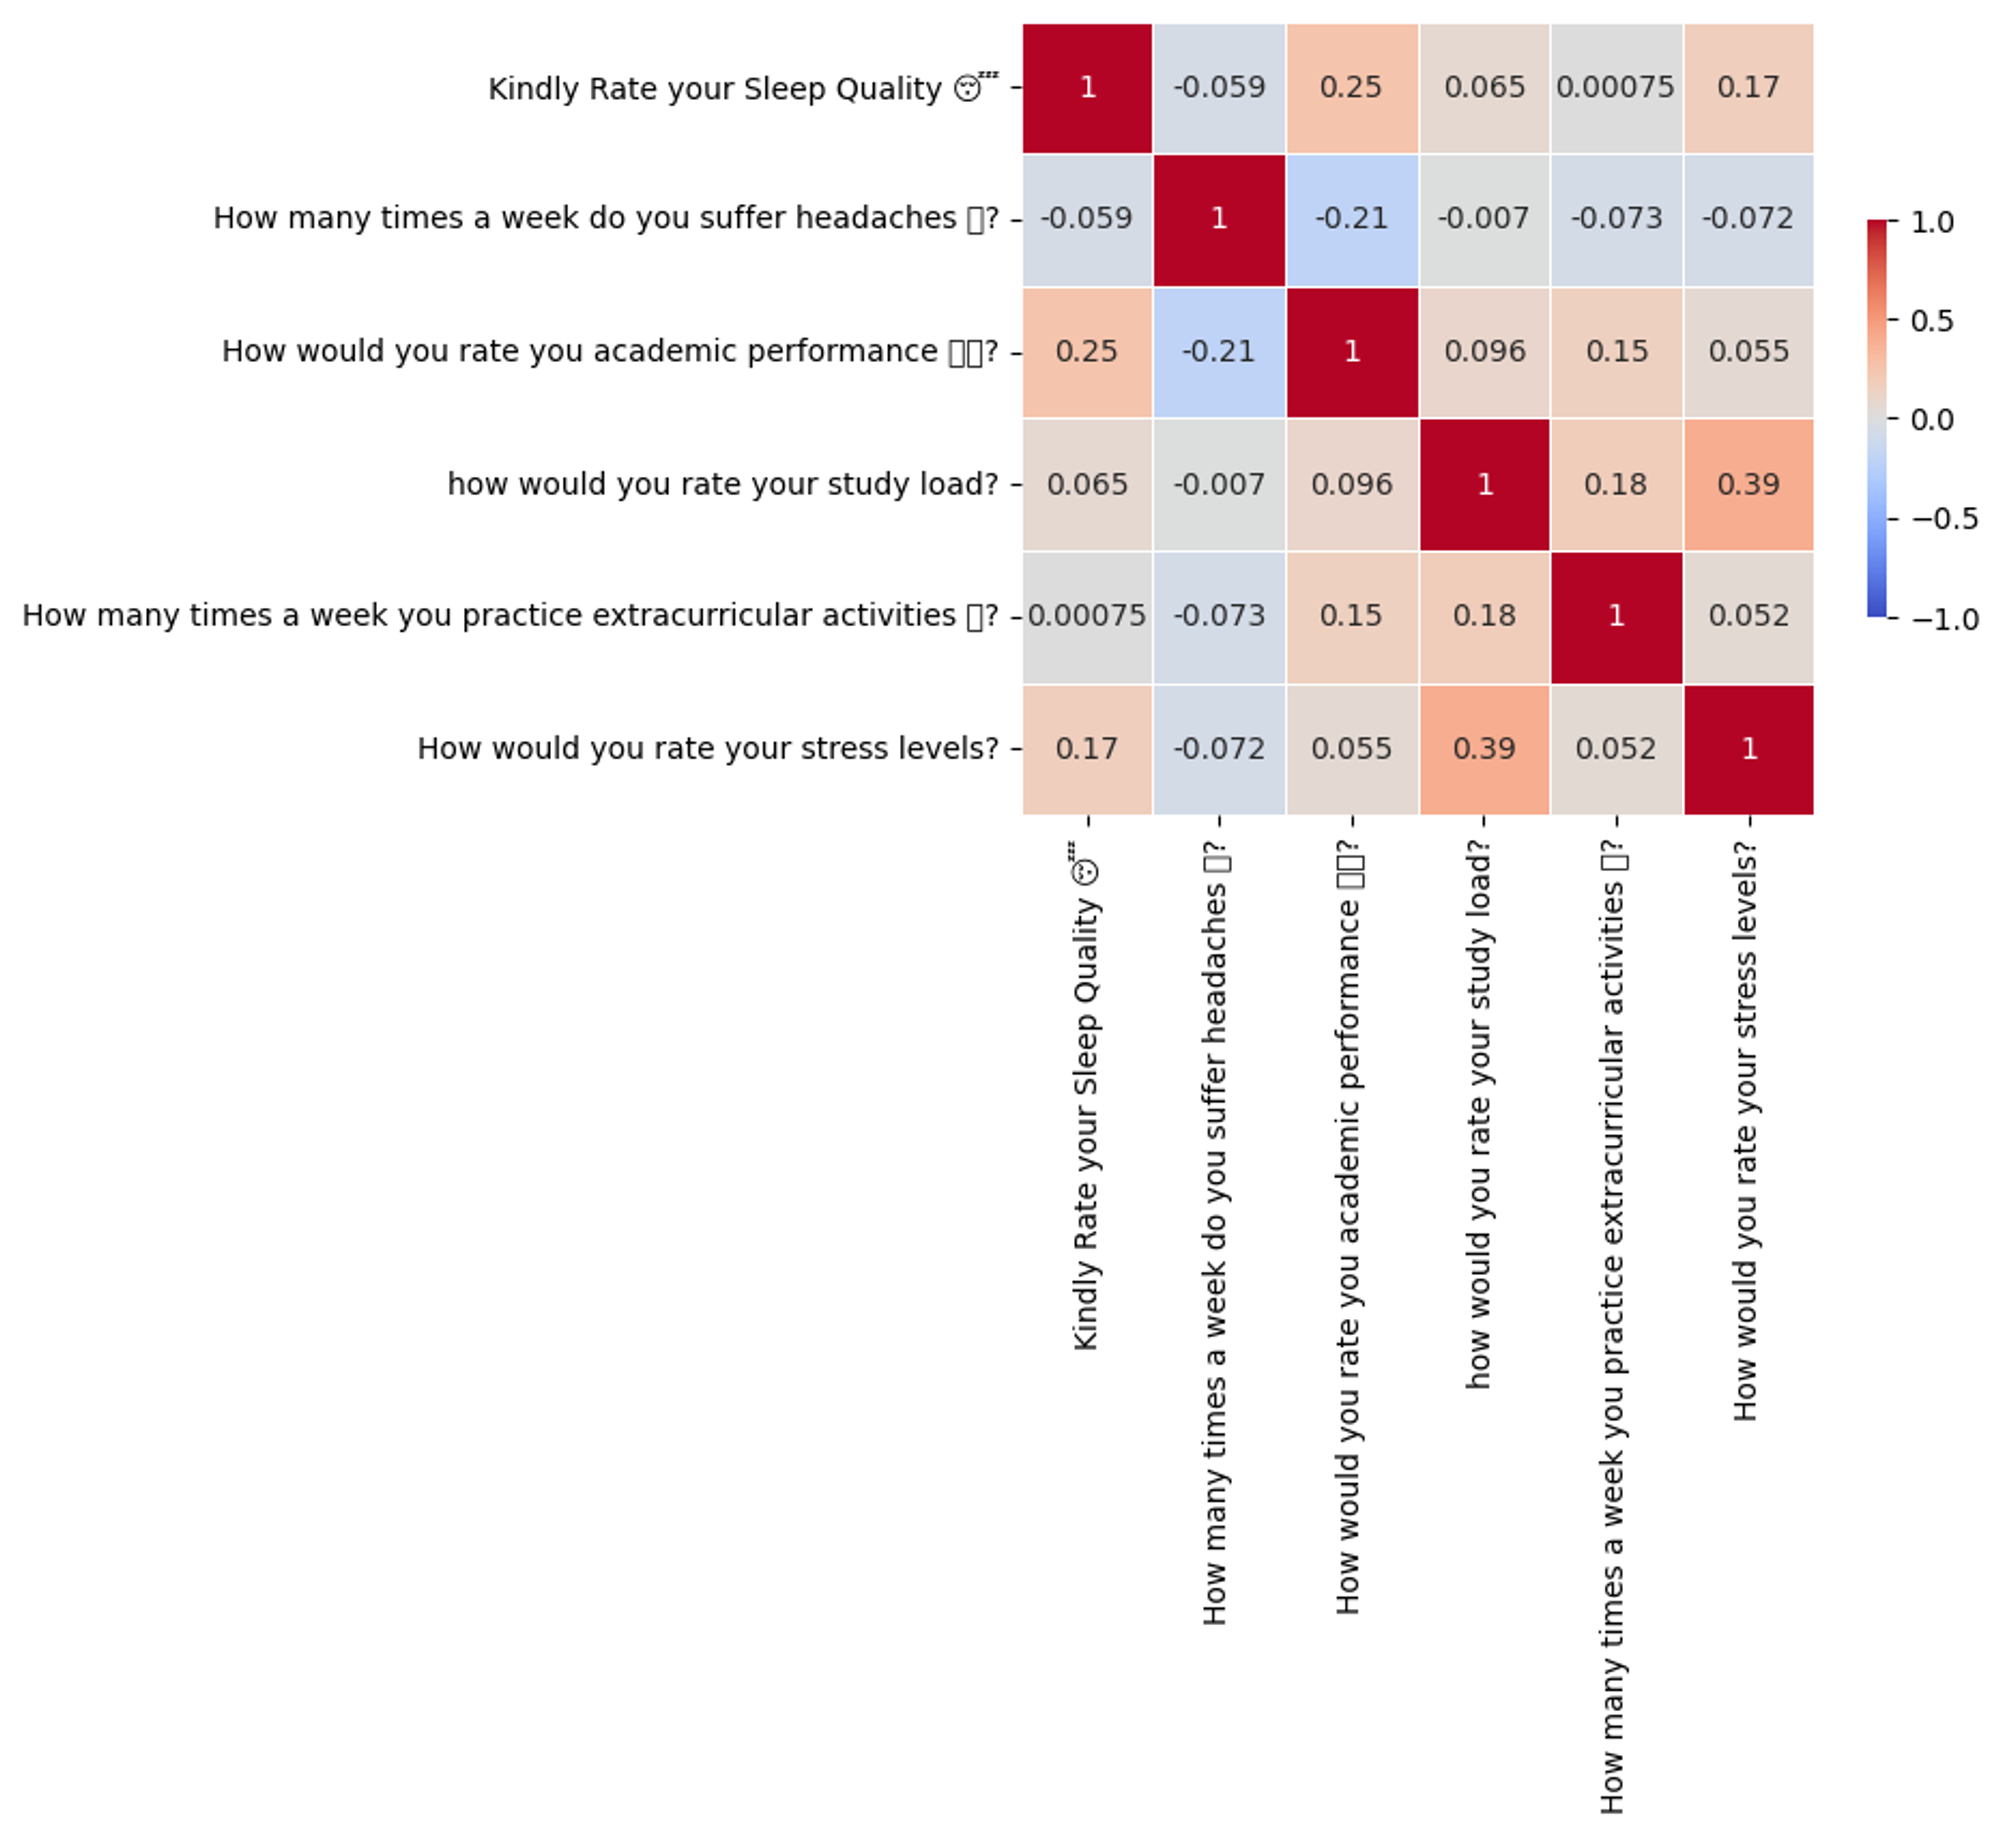 Kindly Rate your Sleep Quality 😴 1 -0.059 0.25 0.065 0.00075 0.17
How many times a week do you suffer headaches ▯? -0.059 1 -0.21 -0.007 -0.073 -0.072
How would you rate you academic performance ▯▯? 0.25 -0.21 1 0.096 0.15 0.055
how would you rate your study load? 0.065 -0.007 0.096 1 0.18 0.39
How many times a week you practice extracurricular activities ▯? 0.00075 -0.073 0.15 0.18 1 0.052
How would you rate your stress levels? 0.17 -0.072 0.055 0.39 0.052 1
1.0
0.5
0.0
−0.5
−1.0
Kindly Rate your Sleep Quality 😴
How many times a week do you suffer headaches ▯?
How would you rate you academic performance ▯▯?
how would you rate your study load?
How many times a week you practice extracurricular activities ▯?
How would you rate your stress levels?